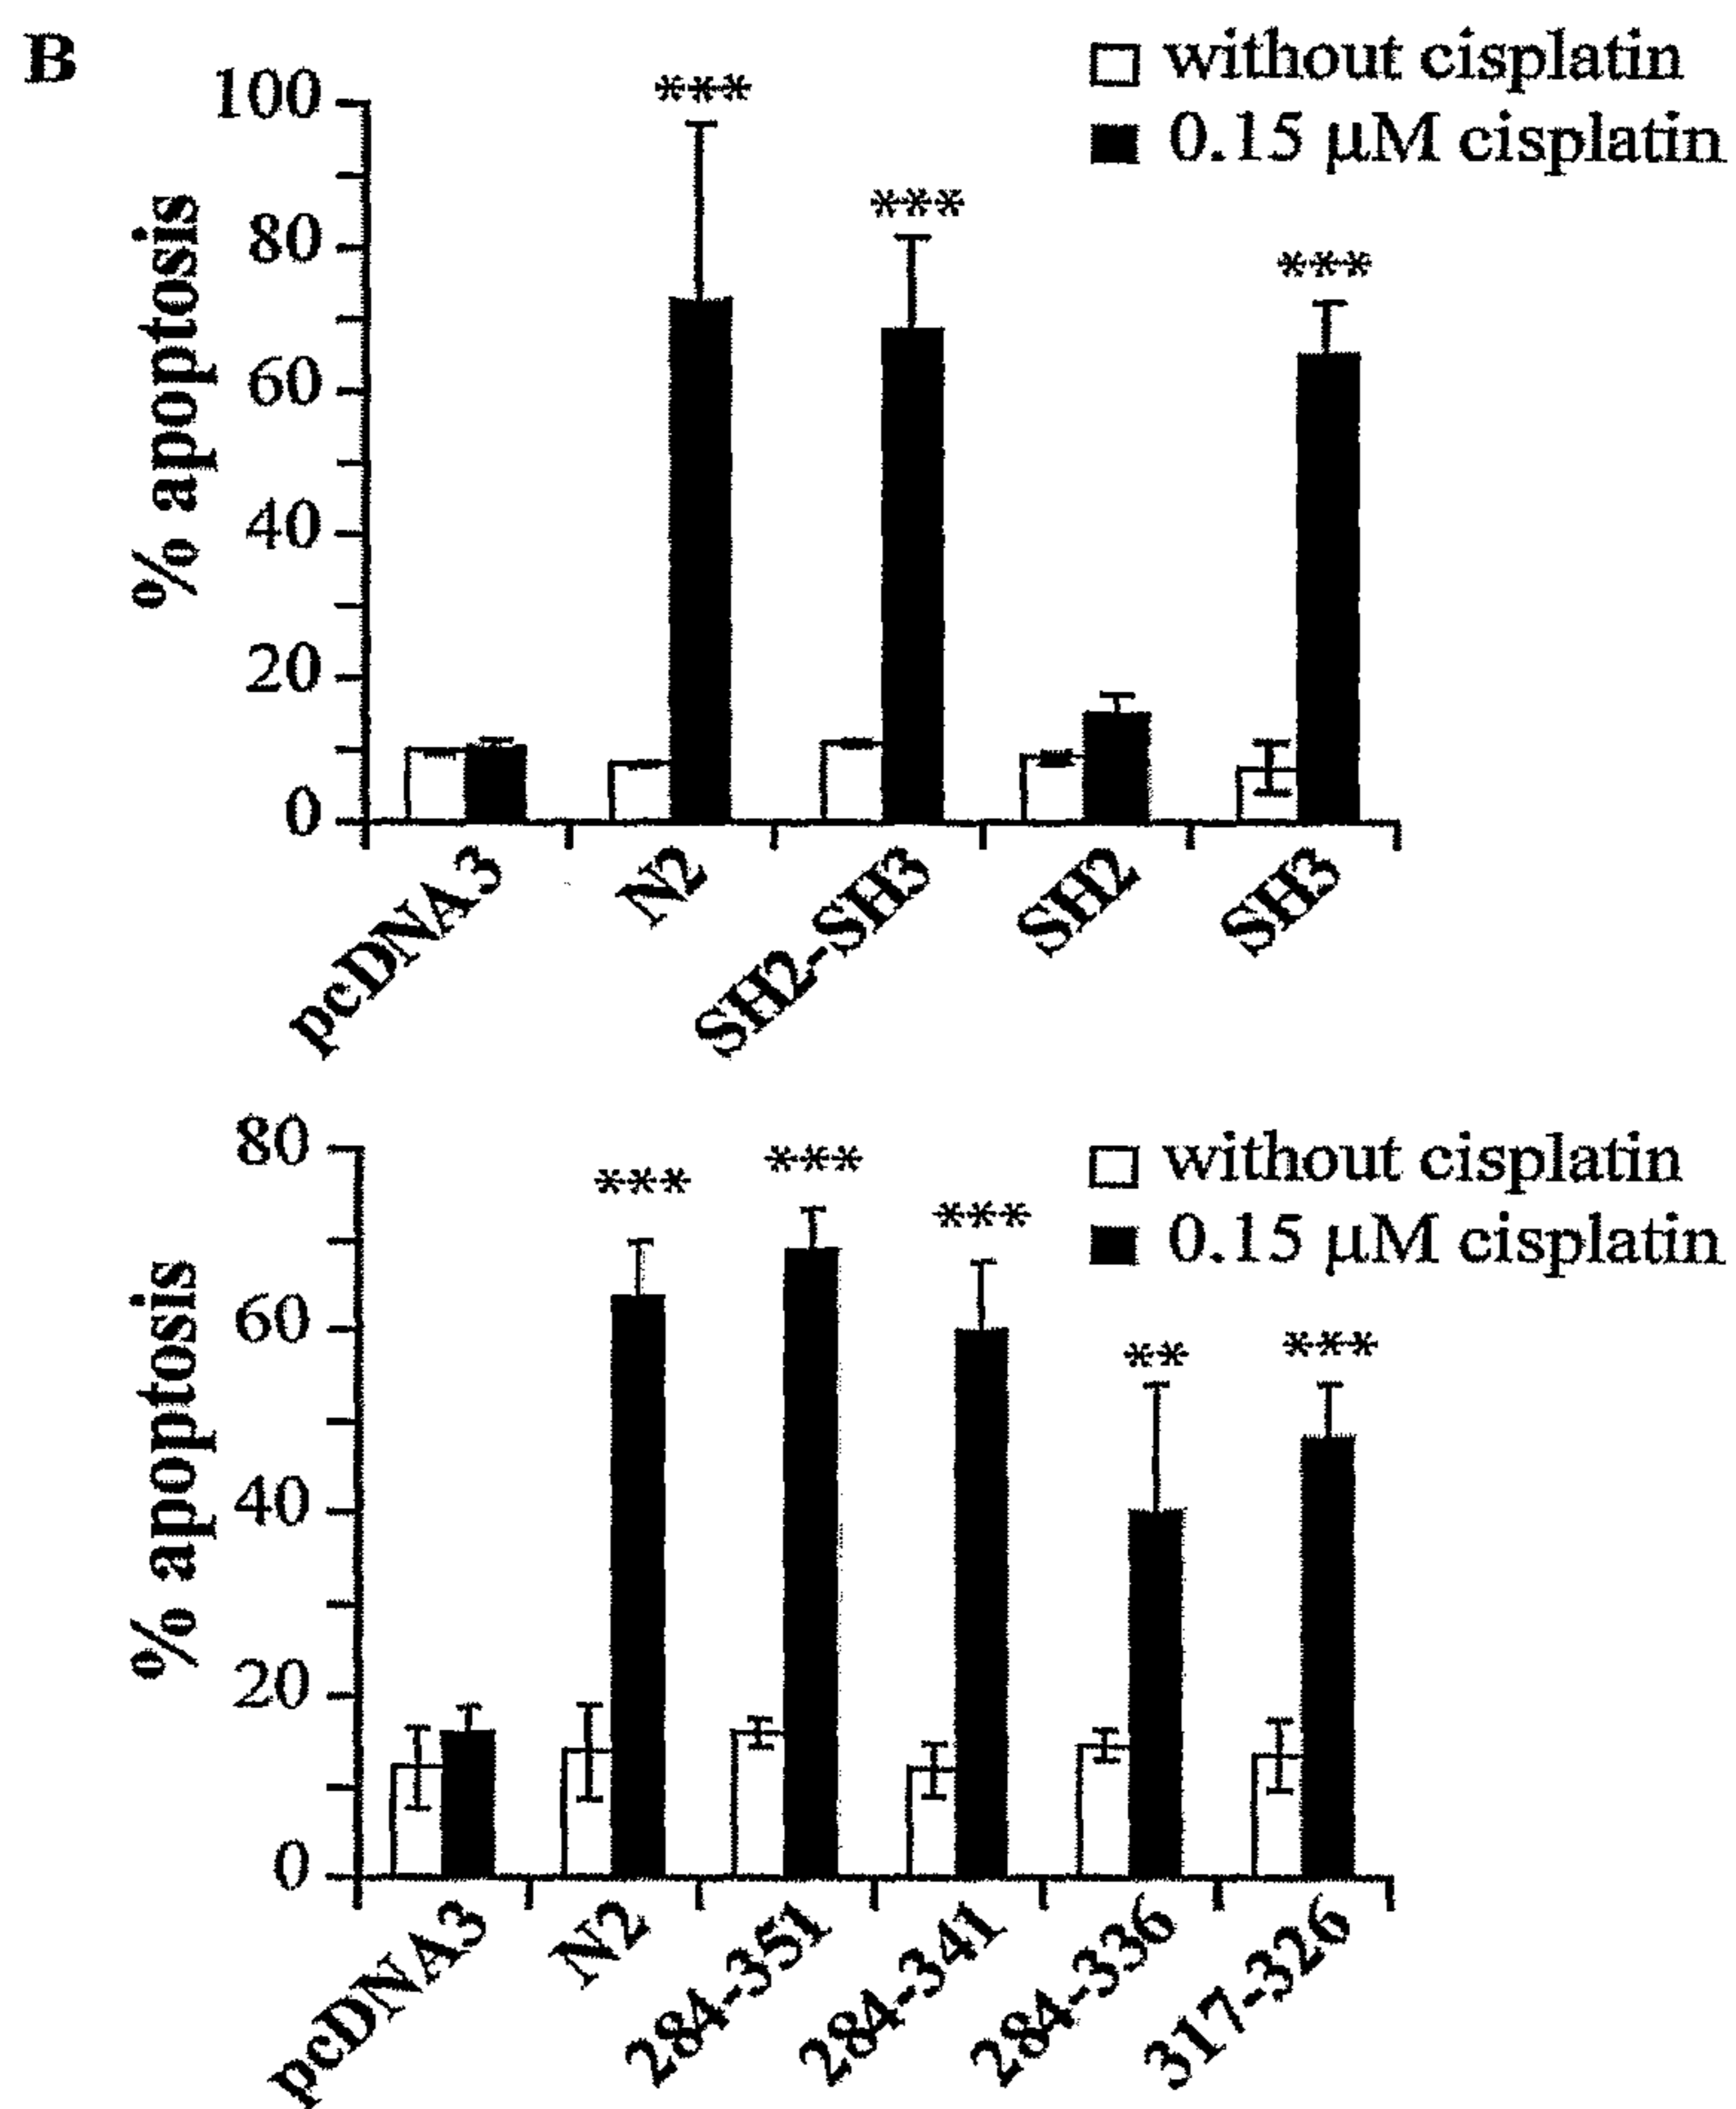 B
without cisplatin
0.15 µM cisplatin
% apoptosis
100
80
60
40
20
0
***
***
***
pcDNA3
N2
SH2-SH3
SH2
SH3
without cisplatin
0.15 µM cisplatin
% apoptosis
80
60
40
20
0
***
***
***
**
***
pcDNA3
N2
284-351
284-341
284-336
317-326